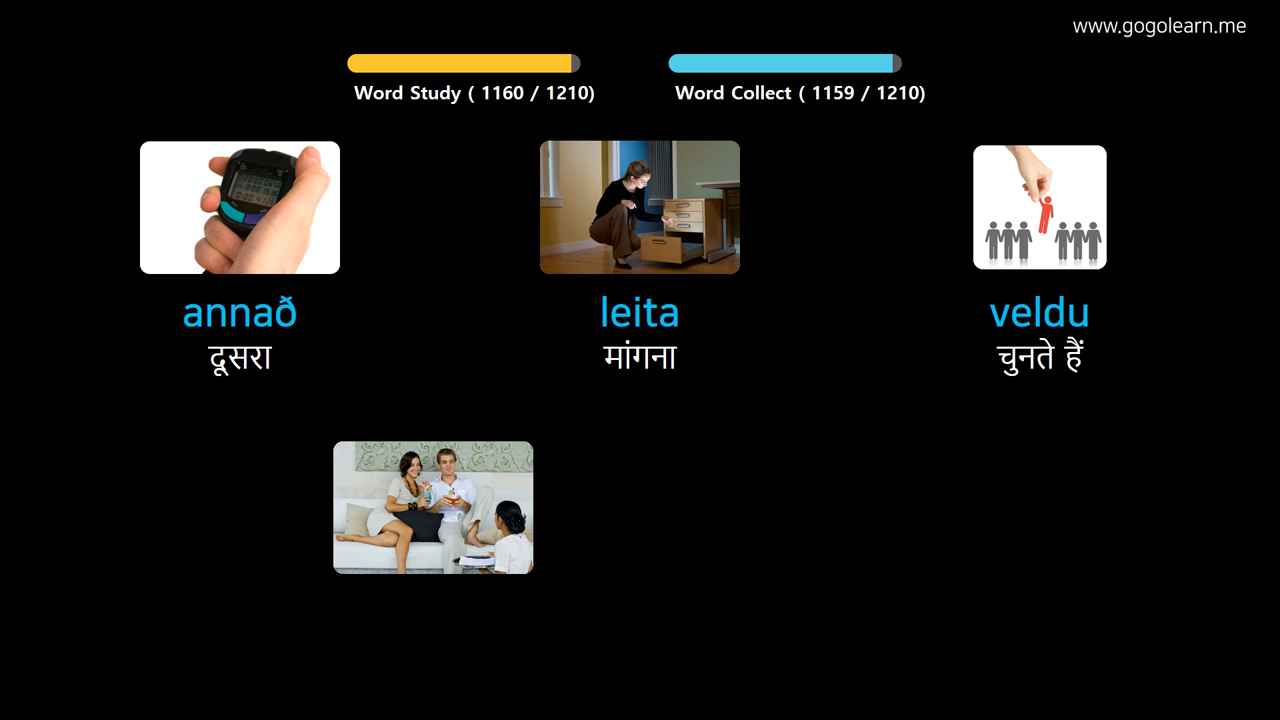 www.gogolearn.me
Word Study ( 1160 / 1210)
Word Collect ( 1159 / 1210)
annað
leita
veldu
दूसरा
मांगना
चुनते हैं